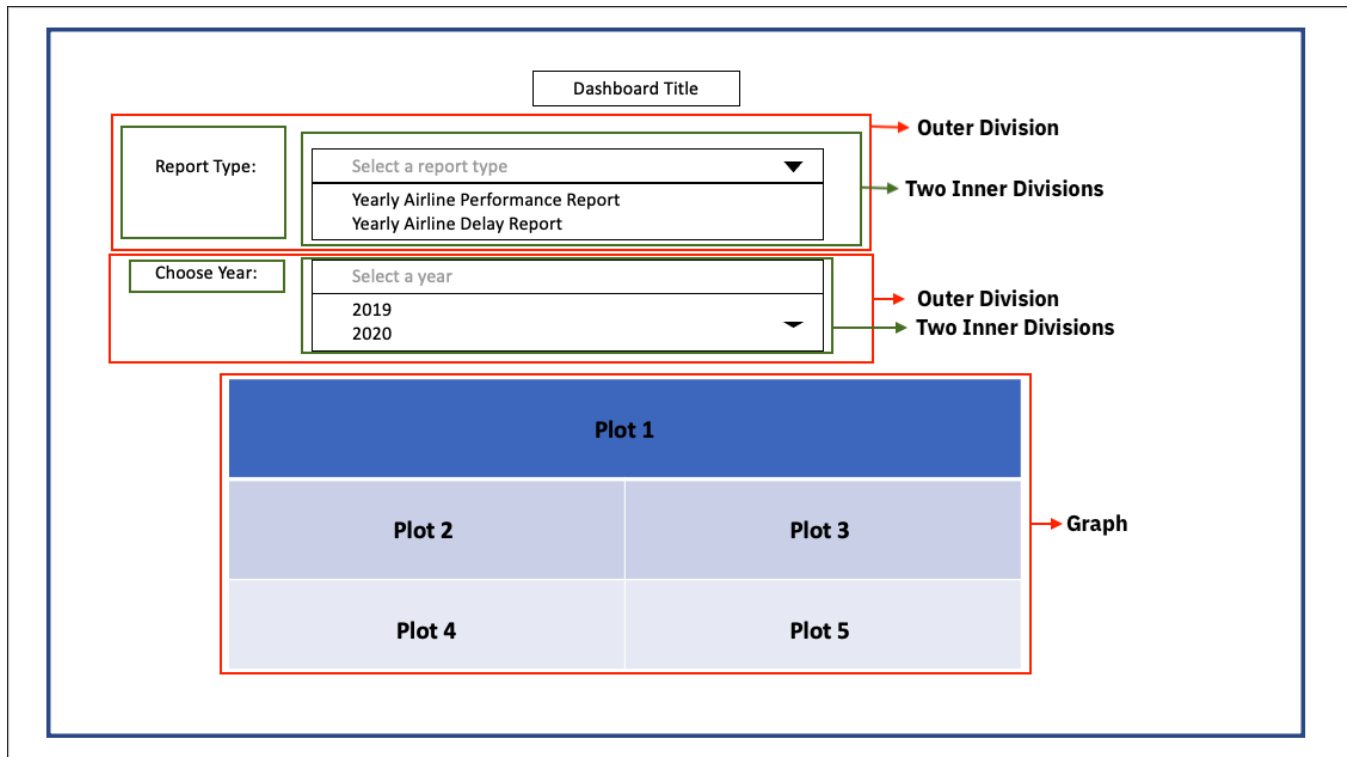 Dashboard Title
Outer Division
Report Type:
Select a report type
Two Inner Divisions
Yearly Airline Performance Report
Yearly Airline Delay Report
Choose Year:
Select a year
Outer Division
2019
Two Inner Divisions
2020
Plot 1
Plot 2
Plot 3
Graph
Plot 4
Plot 5